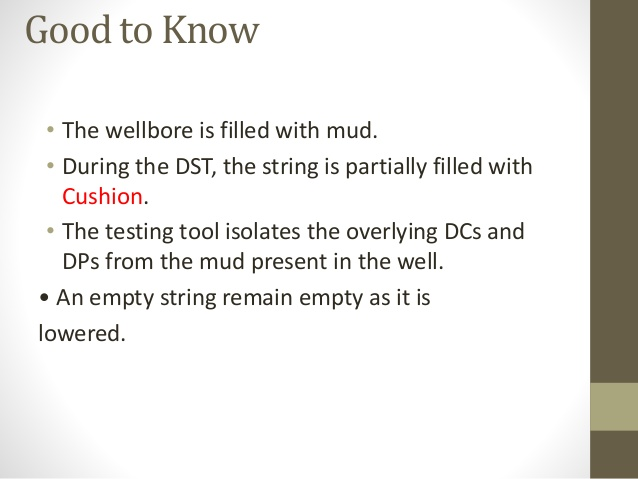 Good to Know
• The wellbore is filled with mud.
• During the DST, the string is partially filled with
Cushion.
• The testing tool isolates the overlying DCs and
DPs from the mud present in the well.
• An empty string remain empty as it is
lowered.